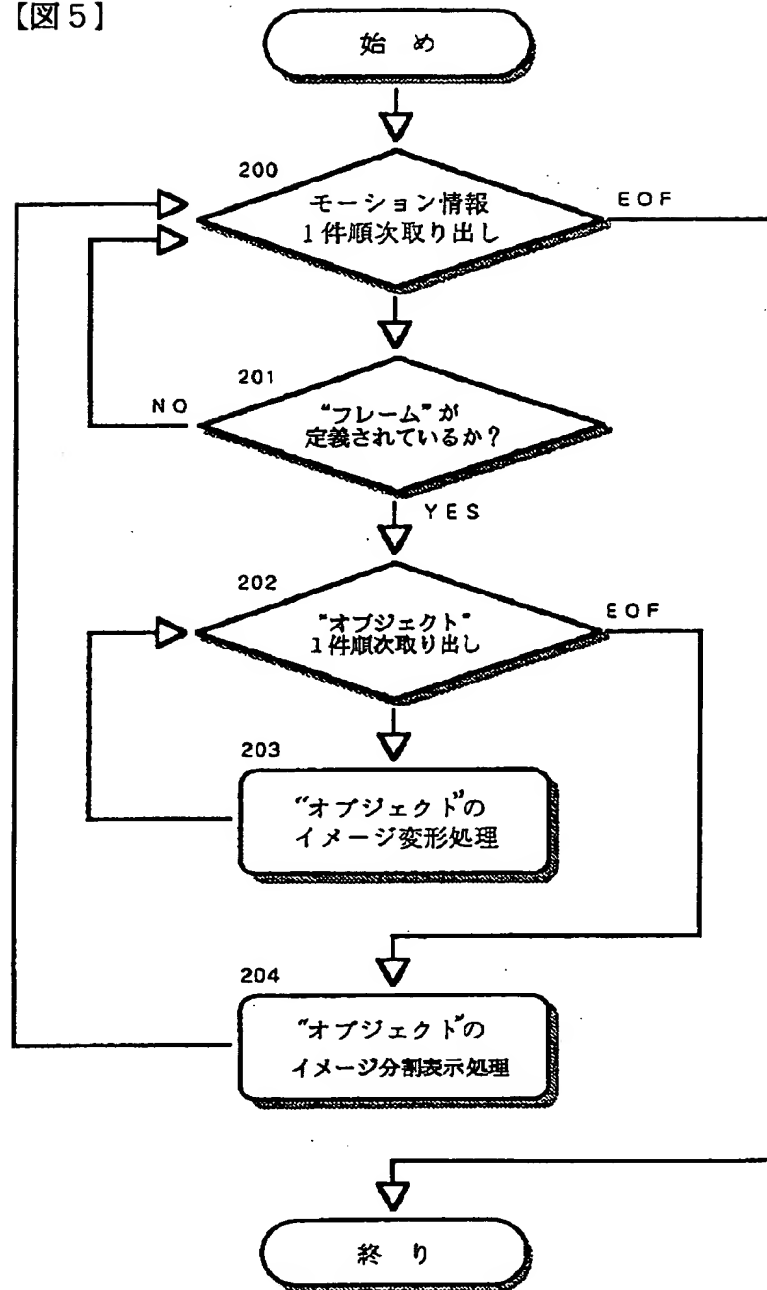 【図5】
始 め
200
モーション情報
1件順次取り出し
EOF
201
“フレーム”が
定義されているか?
NO
YES
202
“オブジェクト”
1件順次取り出し
EOF
203
“オブジェクト”の
イメージ変形処理
204
“オブジェクト”の
イメージ分割表示処理
終 り